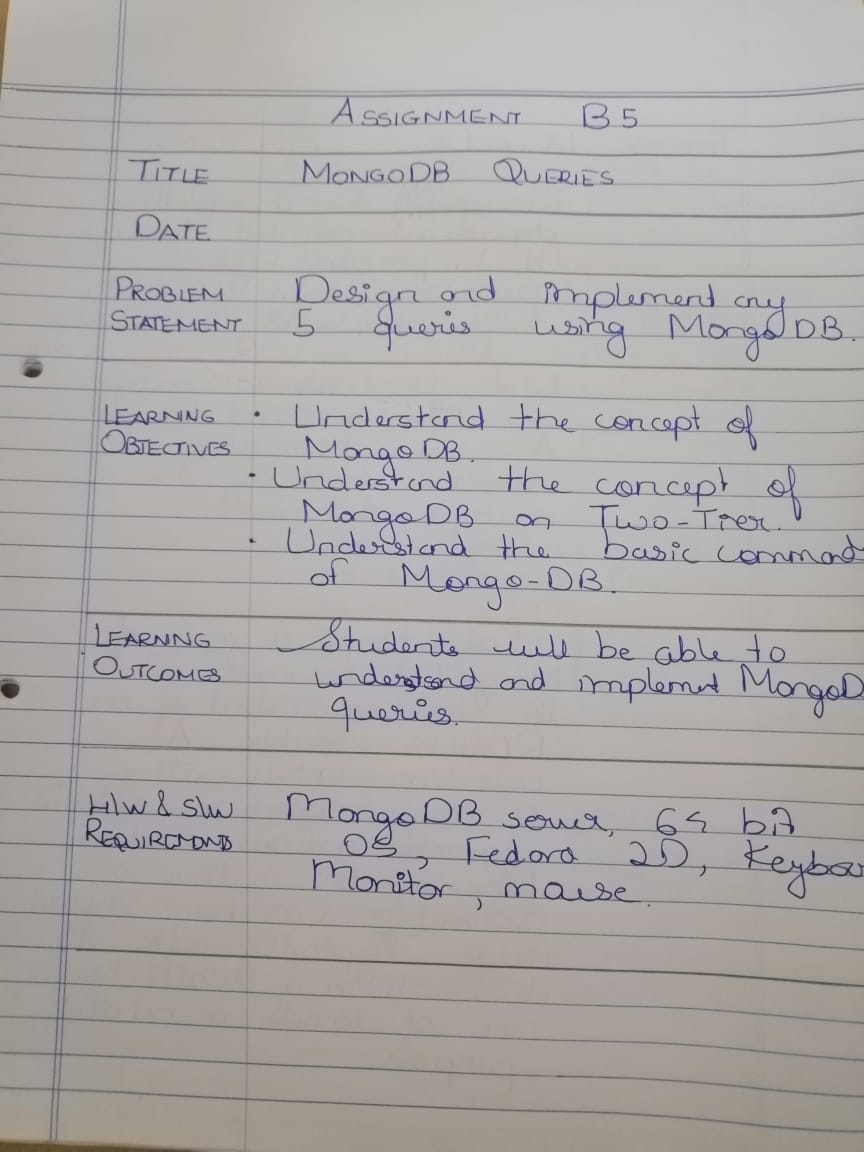 ASSIGNMENT B5
TITLE MONGODB QUERIES
DATE
PROBLEM Design and implement any
STATEMENT 5 queris using MongoDB.
LEARNING • Understand the concept of
OBJECTIVES MongoDB.
• Understand the concept of
MongoDB on Two-Tier.
• Understand the basic command
of Mongo-DB.
LEARNING Students will be able to
OUTCOMES understand and implement MongoD
queries.
H/W & S/W MongoDB server, 64 bit
REQUIREMENTS OS, Fedora 20, Keyboa
Monitor, mouse.